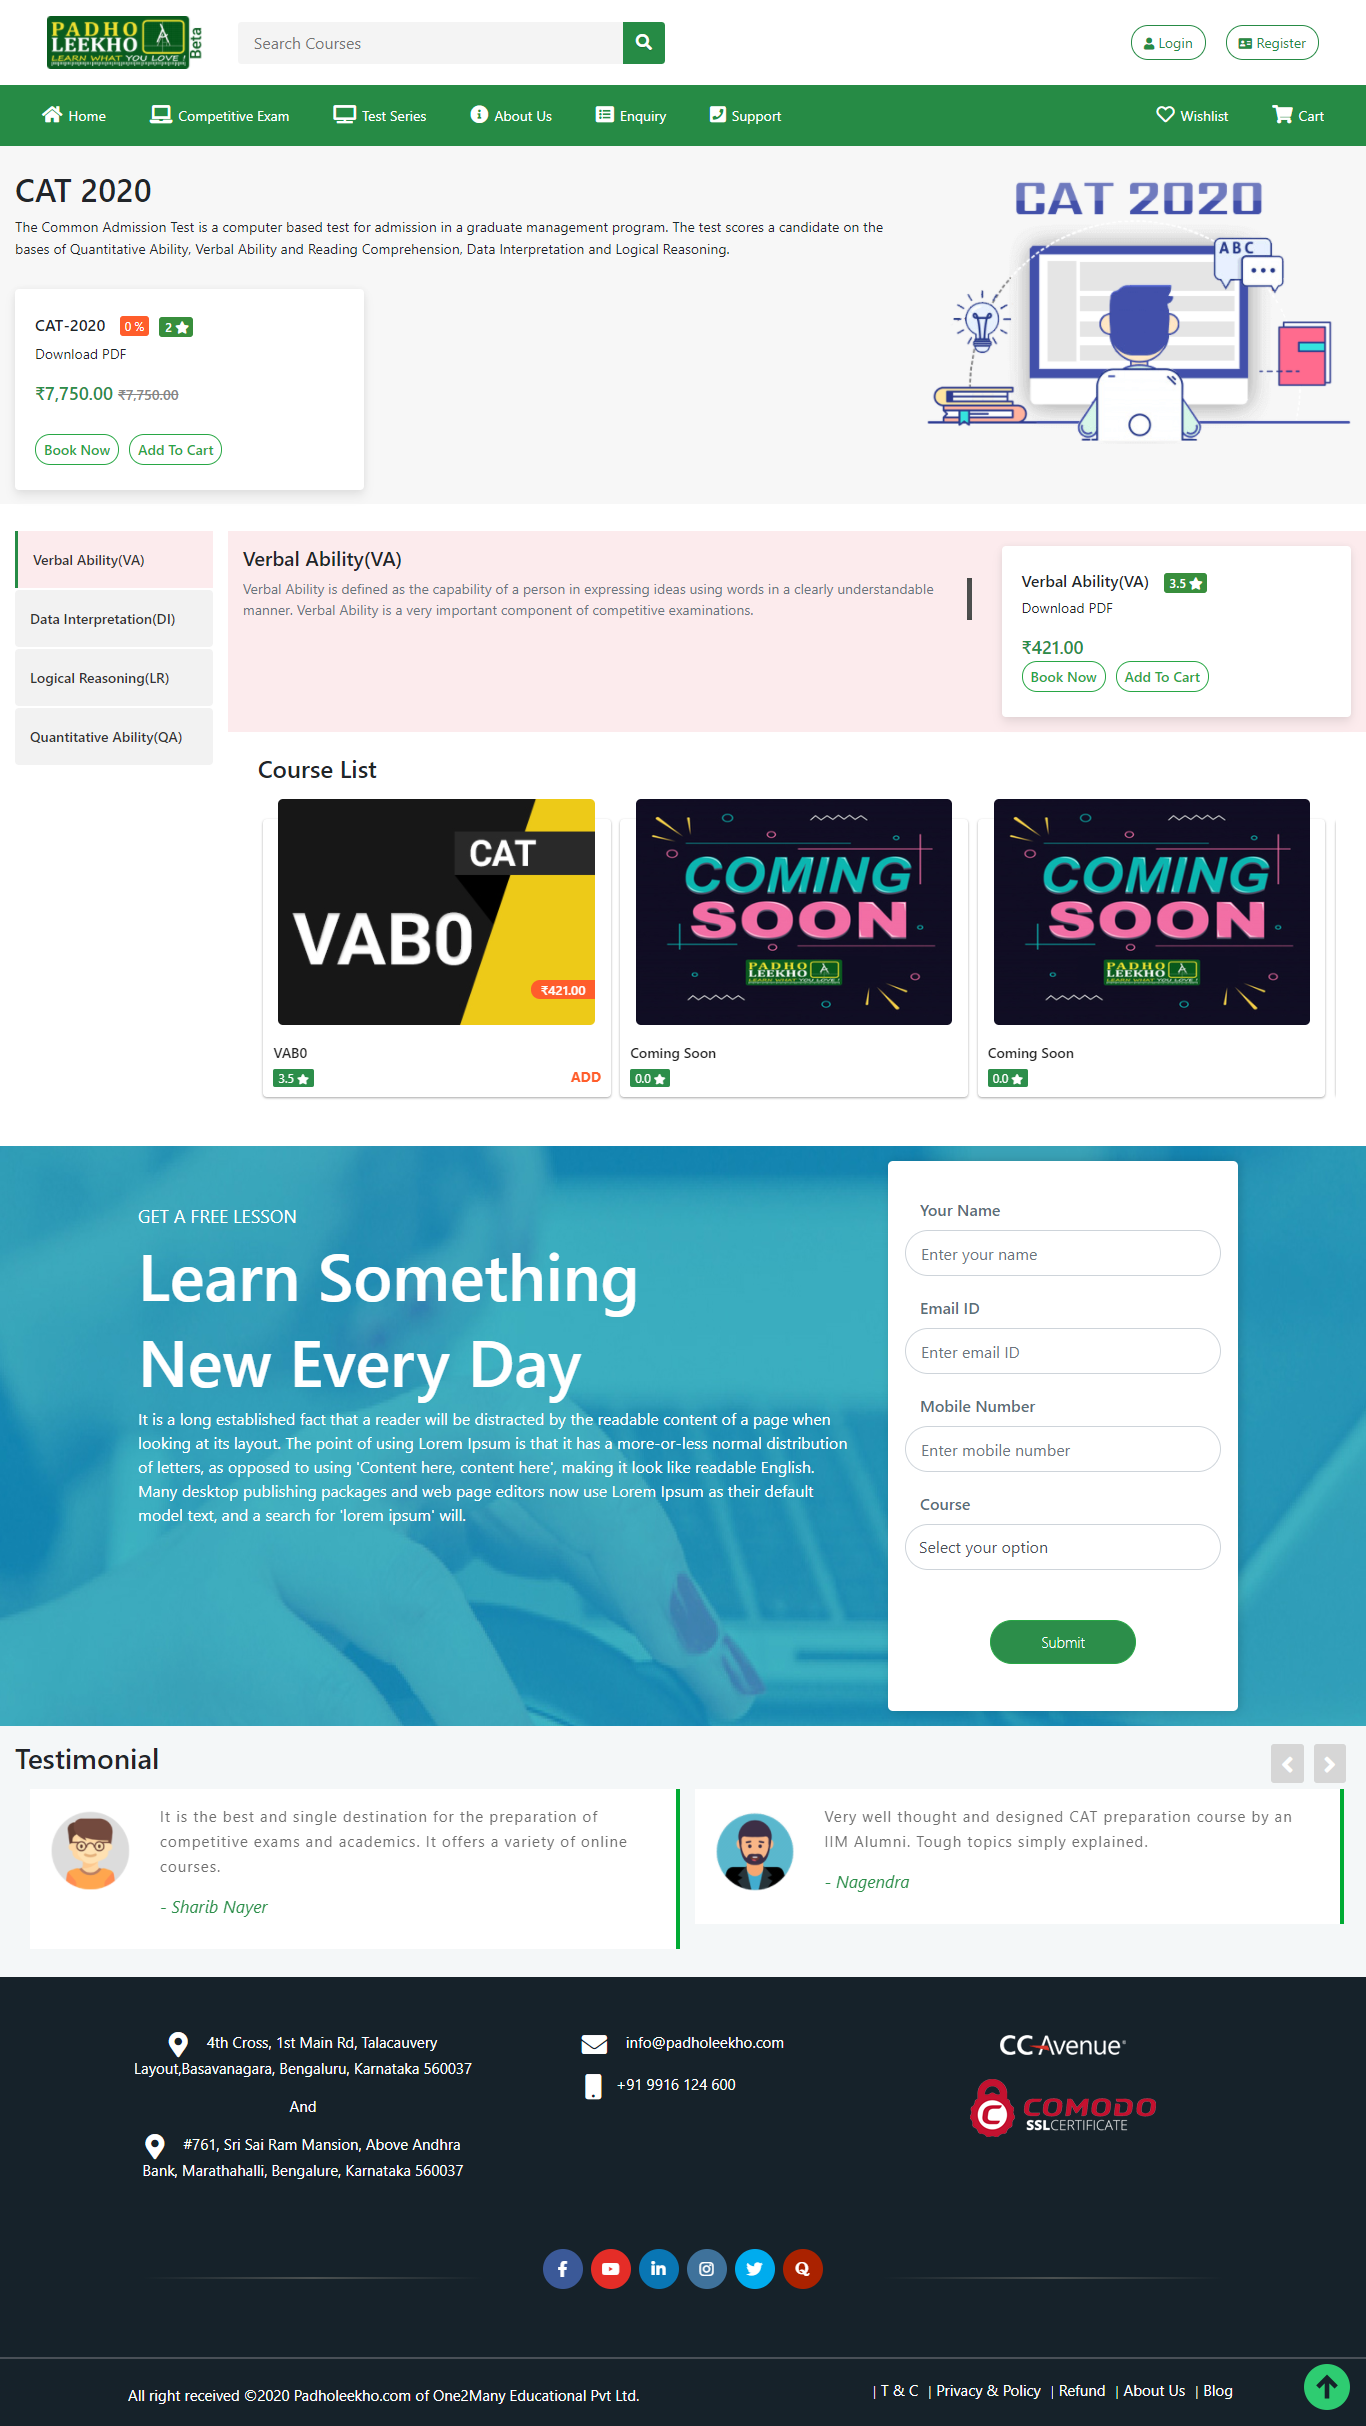 PADHO
LEEKHO
LEARN WHAT YOU LOVE !
Beta
Search Courses
Login
Register
Home
Competitive Exam
Test Series
About Us
Enquiry
Support
Wishlist
Cart
CAT 2020
The Common Admission Test is a computer based test for admission in a graduate management program. The test scores a candidate on the
bases of Quantitative Ability, Verbal Ability and Reading Comprehension, Data Interpretation and Logical Reasoning.
CAT 2020
ABC
CAT-2020 0 % 2
Download PDF
₹7,750.00 ₹7,750.00
Book Now Add To Cart
Verbal Ability(VA)
Data Interpretation(DI)
Logical Reasoning(LR)
Quantitative Ability(QA)
Verbal Ability(VA)
Verbal Ability is defined as the capability of a person in expressing ideas using words in a clearly understandable
manner. Verbal Ability is a very important component of competitive examinations.
Verbal Ability(VA) 3.5
Download PDF
₹421.00
Book Now Add To Cart
Course List
CAT
VAB0
₹421.00
VAB0
3.5
ADD
COMING
SOON
PADHO
LEEKHO
LEARN WHAT YOU LOVE !
Coming Soon
0.0
COMING
SOON
PADHO
LEEKHO
LEARN WHAT YOU LOVE !
Coming Soon
0.0
GET A FREE LESSON
Learn Something
New Every Day
It is a long established fact that a reader will be distracted by the readable content of a page when
looking at its layout. The point of using Lorem Ipsum is that it has a more-or-less normal distribution
of letters, as opposed to using 'Content here, content here', making it look like readable English.
Many desktop publishing packages and web page editors now use Lorem Ipsum as their default
model text, and a search for 'lorem ipsum' will.
Your Name
Enter your name
Email ID
Enter email ID
Mobile Number
Enter mobile number
Course
Select your option
Submit
Testimonial
It is the best and single destination for the preparation of
competitive exams and academics. It offers a variety of online
courses.
- Sharib Nayer
Very well thought and designed CAT preparation course by an
IIM Alumni. Tough topics simply explained.
- Nagendra
4th Cross, 1st Main Rd, Talacauvery
Layout,Basavanagara, Bengaluru, Karnataka 560037
And
#761, Sri Sai Ram Mansion, Above Andhra
Bank, Marathahalli, Bengalure, Karnataka 560037
info@padholeekho.com
+91 9916 124 600
CCAvenue®
COMODO
SSLCERTIFICATE
All right received ©2020 Padholeekho.com of One2Many Educational Pvt Ltd.
| T & C | Privacy & Policy | Refund | About Us | Blog